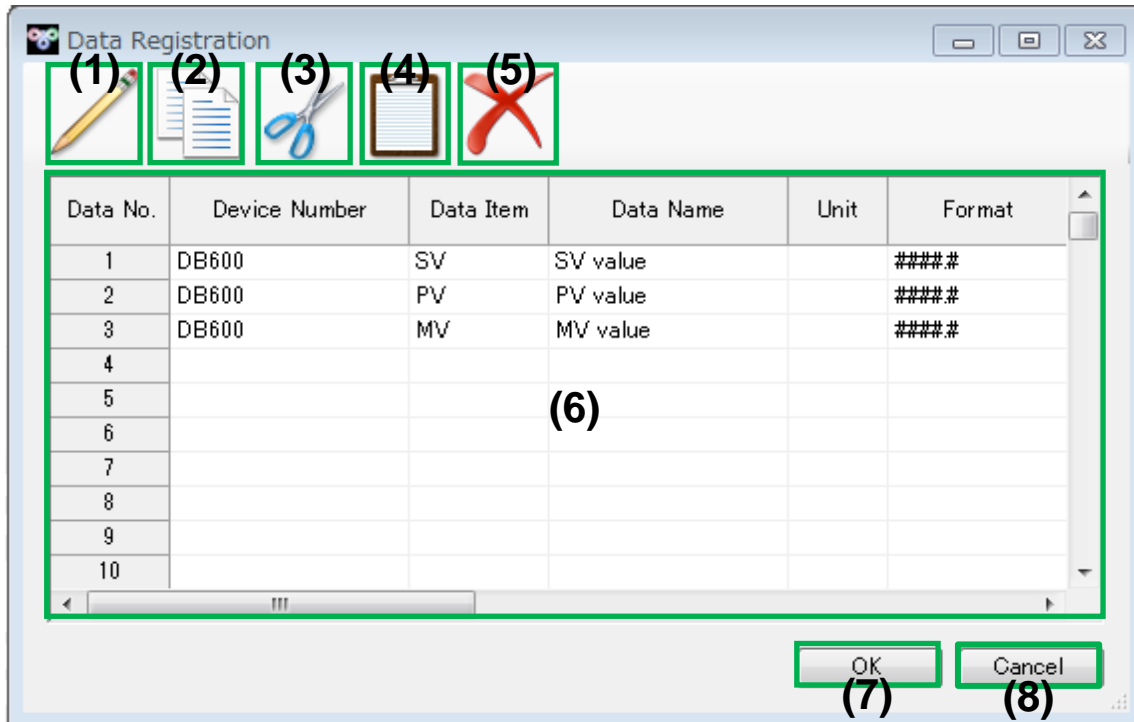 Data Registration
(1) (2) (3) (4) (5)
Data No. Device Number Data Item Data Name Unit Format
1 DB600 SV SV value ####.#
2 DB600 PV PV value ####.#
3 DB600 MV MV value ####.#
4
5
(6)
6
7
8
9
10
OK Cancel
(7) (8)